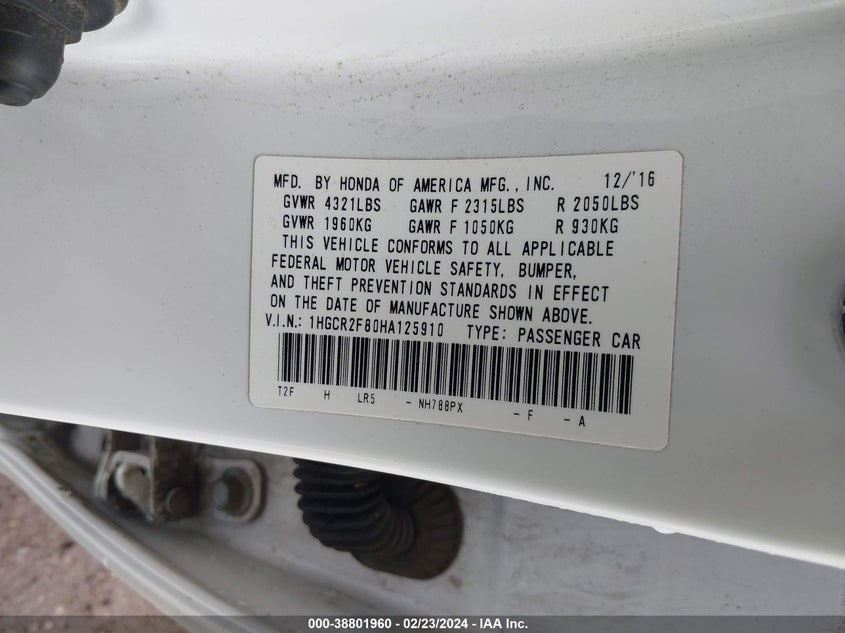 MFD. BY HONDA OF AMERICA MFG., INC. 12/'16
GVWR 4321LBS GAWR F 2315LBS R 2050LBS
GVWR 1960KG GAWR F 1050KG R 930KG
THIS VEHICLE CONFORMS TO ALL APPLICABLE
FEDERAL MOTOR VEHICLE SAFETY, BUMPER,
AND THEFT PREVENTION STANDARDS IN EFFECT
ON THE DATE OF MANUFACTURE SHOWN ABOVE.
V.I.N.: 1HGCR2F80HA125910 TYPE: PASSENGER CAR
T2F H LR5 - NH788PX - F - A
000-38801960 - 02/23/2024 - IAA Inc.